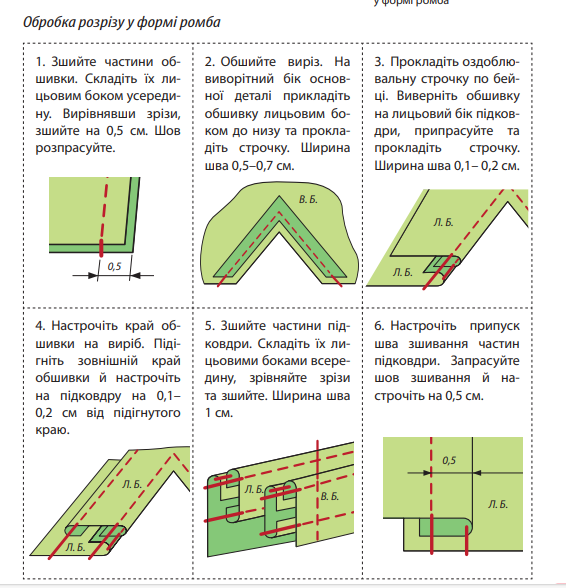 у формі ромба
Обробка розрізу у формі ромба
1. Зшийте частини об-
шивки. Складіть їх ли-
цьовим боком усереди-
ну. Вирівнявши зрізи,
зшийте на 0,5 см. Шов
розпрасуйте.
0,5
2. Обшийте виріз. На
виворітний бік основ-
ної деталі прикладіть
обшивку лицьовим бо-
ком до низу та прокла-
діть строчку. Ширина
шва 0,5–0,7 см.
В. Б.
3. Прокладіть оздоблю-
вальну строчку по бей-
ці. Виверніть обшивку
на лицьовий бік підков-
дри, припрасуйте та
прокладіть строчку.
Ширина шва 0,1– 0,2 см.
Л. Б.
Л. Б.
4. Настрочіть край об-
шивки на виріб. Піді-
гніть зовнішній край
обшивки й настрочіть
на підковдру на 0,1–
0,2 см від підігнутого
краю.
Л. Б.
Л. Б.
5. Зшийте частини під-
ковдри. Складіть їх ли-
цьовими боками всере-
дину, зрівняйте зрізи
та зшийте. Ширина шва
1 см.
Л. Б.
В. Б.
6. Настрочіть припуск
шва зшивання частин
підковдри. Запрасуйте
шов зшивання й на-
строчіть на 0,5 см.
0,5
Л. Б.